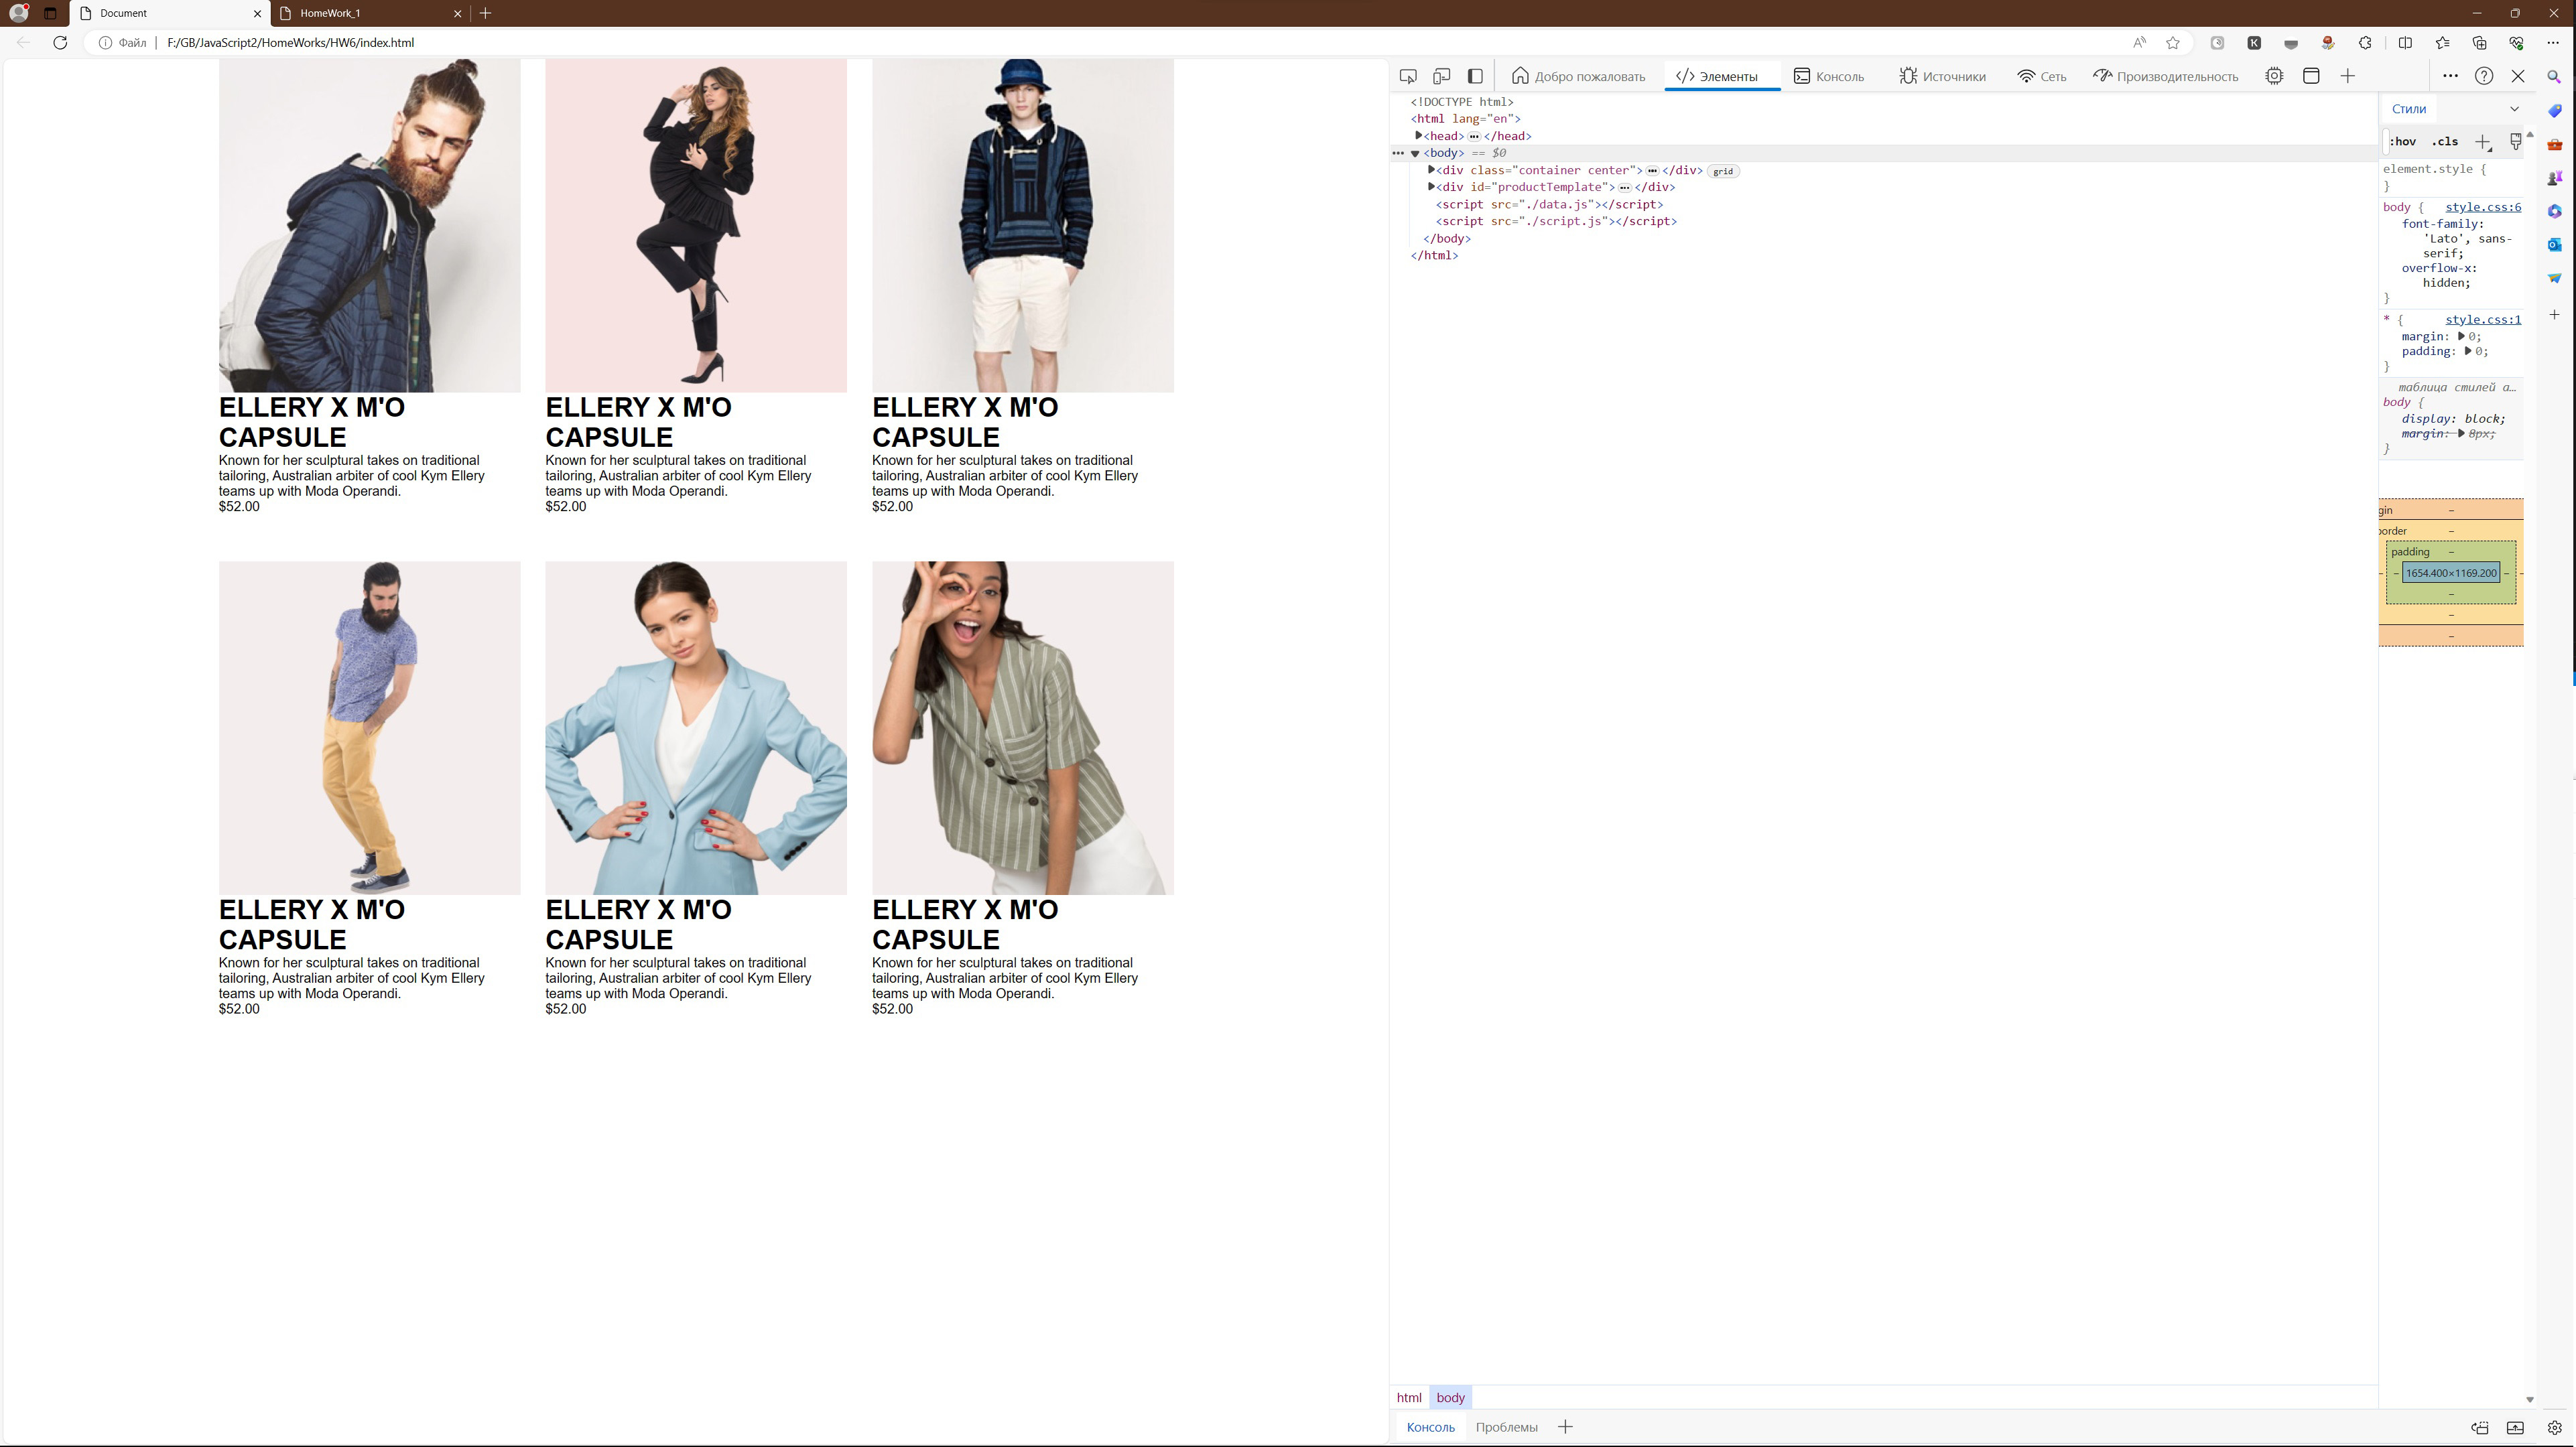 Document
HomeWork_1
Файл
F:/GB/JavaScript2/HomeWorks/HW6/index.html
ELLERY X M'O
CAPSULE
Known for her sculptural takes on traditional
tailoring, Australian arbiter of cool Kym Ellery
teams up with Moda Operandi.
$52.00
ELLERY X M'O
CAPSULE
Known for her sculptural takes on traditional
tailoring, Australian arbiter of cool Kym Ellery
teams up with Moda Operandi.
$52.00
ELLERY X M'O
CAPSULE
Known for her sculptural takes on traditional
tailoring, Australian arbiter of cool Kym Ellery
teams up with Moda Operandi.
$52.00
ELLERY X M'O
CAPSULE
Known for her sculptural takes on traditional
tailoring, Australian arbiter of cool Kym Ellery
teams up with Moda Operandi.
$52.00
ELLERY X M'O
CAPSULE
Known for her sculptural takes on traditional
tailoring, Australian arbiter of cool Kym Ellery
teams up with Moda Operandi.
$52.00
ELLERY X M'O
CAPSULE
Known for her sculptural takes on traditional
tailoring, Australian arbiter of cool Kym Ellery
teams up with Moda Operandi.
$52.00
Добро пожаловать
</> Элементы
Консоль
Источники
Сеть
Производительность
<!DOCTYPE html>
<html lang="en">
<head> ••• </head>
••• <body> == $0
<div class="container center"> ••• </div> grid
<div id="productTemplate"> ••• </div>
<script src="./data.js"></script>
<script src="./script.js"></script>
</body>
</html>
html body
Консоль Проблемы
Стили
:hov .cls
element.style {
}
body { style.css:6
font-family:
'Lato', sans-
serif;
overflow-x:
hidden;
}
* { style.css:1
margin: 0;
padding: 0;
}
таблица стилей а…
body {
display: block;
margin: 8px;
}
gin –
border –
padding –
– 1654.400×1169.200 –
–
–
–